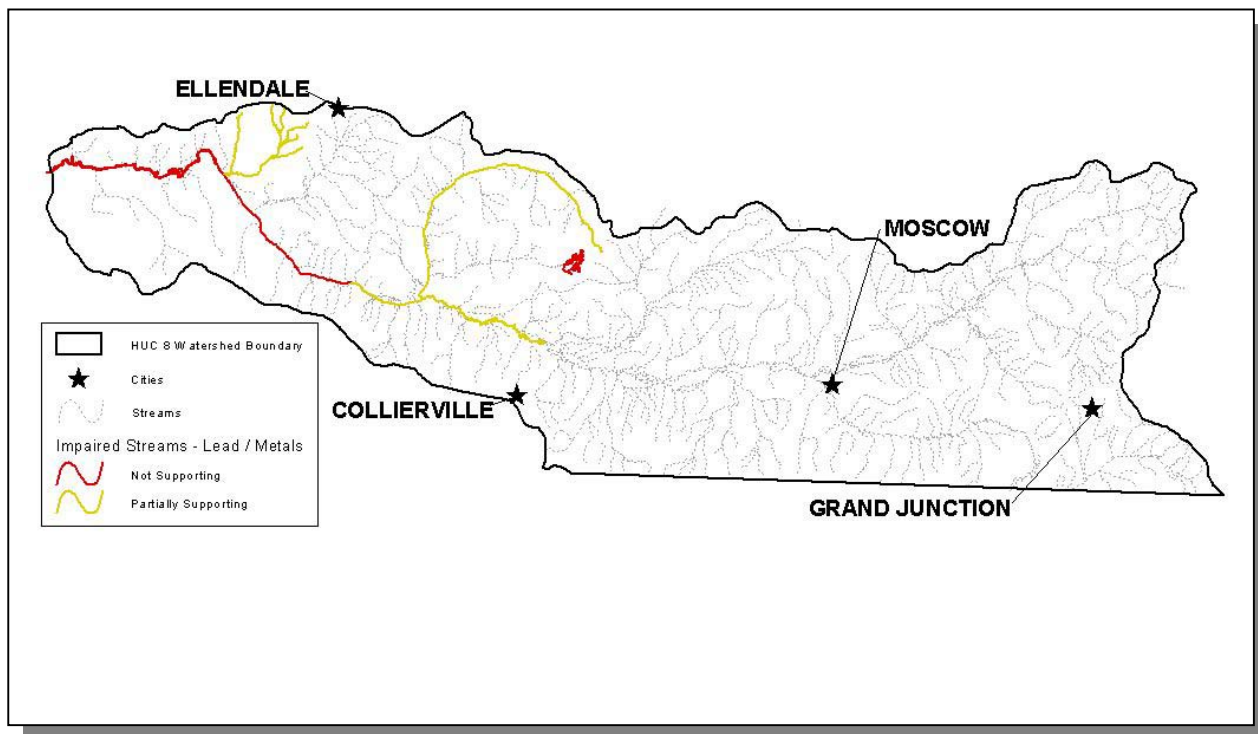 ELLENDALE
MOSCOW
HUC 8 Watershed Boundary
Cities
COLLIERVILLE
Streams
Impaired Streams - Lead / Metals
Not Supporting
Partially Supporting
GRAND JUNCTION